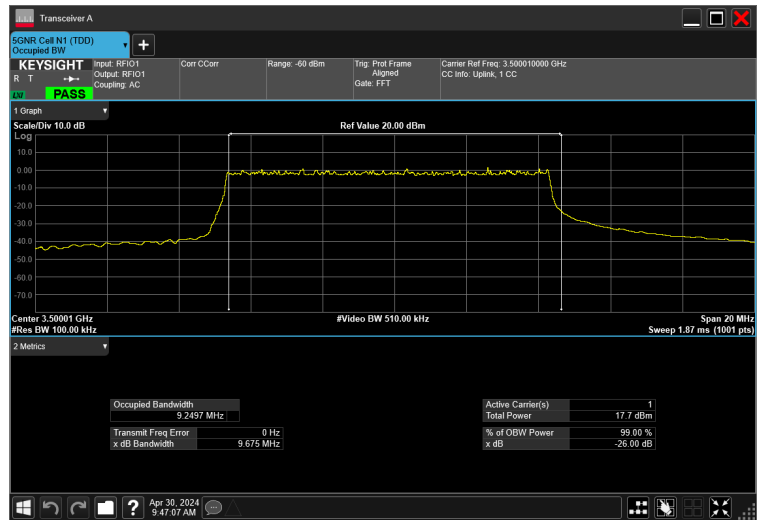 Transceiver A
5GNR Cell N1 (TDD)
Occupied BW
KEYSIGHT
R T
LXI
PASS
Input: RFIO1
Output: RFIO1
Coupling: AC
Corr CCorr
Range: -60 dBm
Trig: Prot Frame
Aligned
Gate: FFT
Carrier Ref Freq: 3.500010000 GHz
CC Info: Uplink, 1 CC
1 Graph
Scale/Div 10.0 dB
Ref Value 20.00 dBm
Log
10.0
0.00
-10.0
-20.0
-30.0
-40.0
-50.0
-60.0
-70.0
Center 3.50001 GHz
#Video BW 510.00 kHz
Span 20 MHz
#Res BW 100.00 kHz
Sweep 1.87 ms (1001 pts)
2 Metrics
Occupied Bandwidth
9.2497 MHz
Transmit Freq Error 0 Hz
x dB Bandwidth 9.675 MHz
Active Carrier(s) 1
Total Power 17.7 dBm
% of OBW Power 99.00 %
x dB -26.00 dB
?
Apr 30, 2024
9:47:07 AM